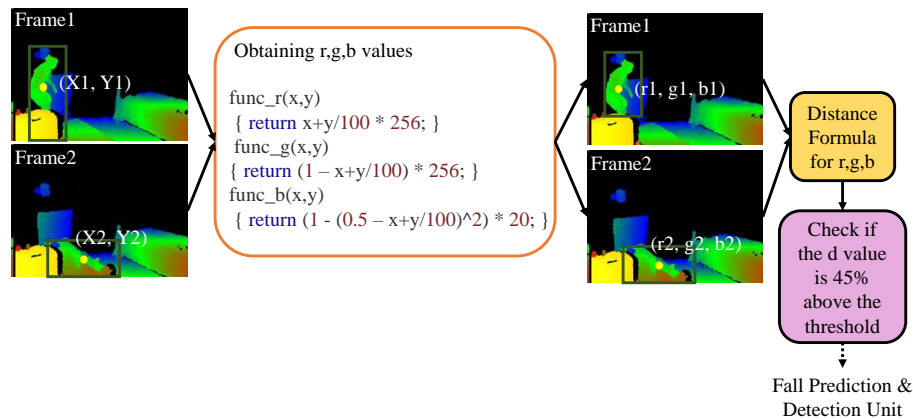 Frame1
(X1, Y1)
Frame2
(X2, Y2)
Obtaining r,g,b values
func_r(x,y)
{ return x+y/100 * 256; }
func_g(x,y)
{ return (1 – x+y/100) * 256; }
func_b(x,y)
{ return (1 - (0.5 – x+y/100)^2) * 20; }
Frame1
(r1, g1, b1)
Frame2
(r2, g2, b2)
Distance
Formula
for r,g,b
Check if
the d value
is 45%
above the
threshold
Fall Prediction &
Detection Unit